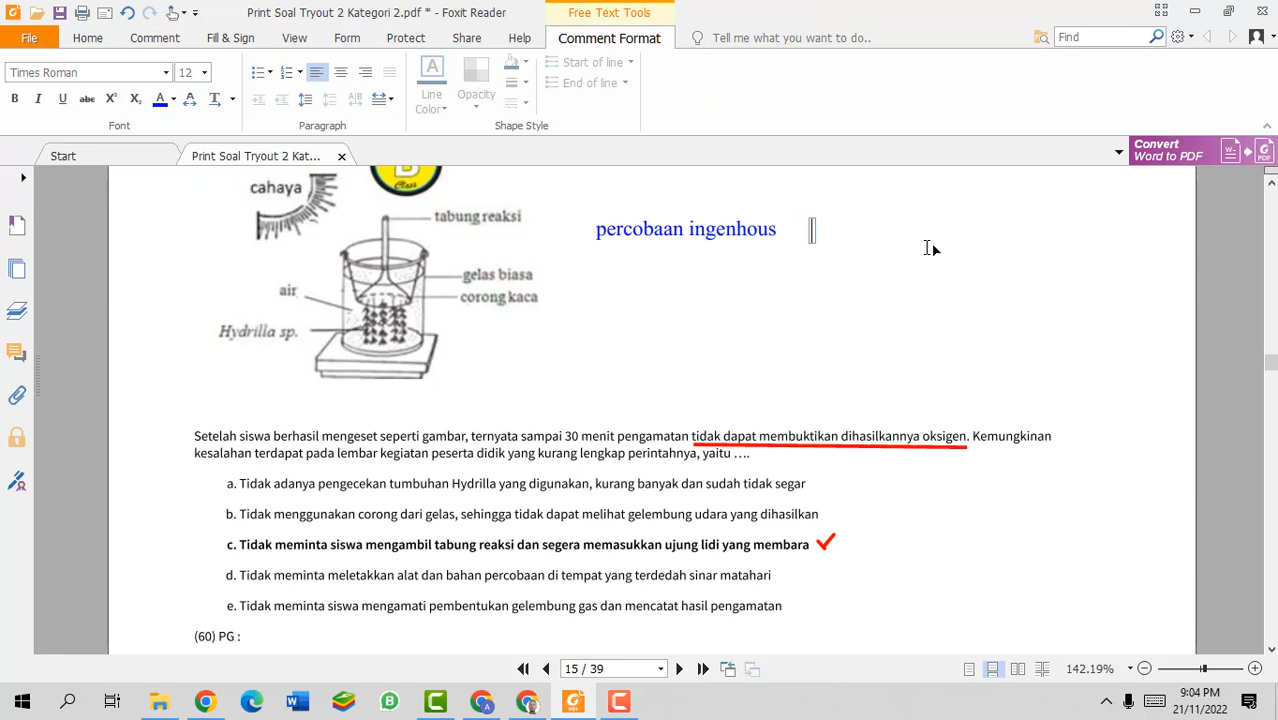 Print Soal Tryout 2 Kategori 2.pdf * - Foxit Reader
Free Text Tools
File
Home
Comment
Fill & Sign
View
Form
Protect
Share
Help
Comment Format
Tell me what you want to do..
Find
Times Roman
12
B I U abc X² X₂ A A T
Font
Paragraph
Line Color
Opacity
Start of line
End of line
Shape Style
Start
Print Soal Tryout 2 Kat...
Convert
Word to PDF
B
Class
cahaya
tabung reaksi
percobaan ingenhous
gelas biasa
air
corong kaca
Hydrilla sp.
Setelah siswa berhasil mengeset seperti gambar, ternyata sampai 30 menit pengamatan tidak dapat membuktikan dihasilkannya oksigen. Kemungkinan
kesalahan terdapat pada lembar kegiatan peserta didik yang kurang lengkap perintahnya, yaitu ….
a. Tidak adanya pengecekan tumbuhan Hydrilla yang digunakan, kurang banyak dan sudah tidak segar
b. Tidak menggunakan corong dari gelas, sehingga tidak dapat melihat gelembung udara yang dihasilkan
c. Tidak meminta siswa mengambil tabung reaksi dan segera memasukkan ujung lidi yang membara
d. Tidak meminta meletakkan alat dan bahan percobaan di tempat yang terdedah sinar matahari
e. Tidak meminta siswa mengamati pembentukan gelembung gas dan mencatat hasil pengamatan
(60) PG :
15 / 39
142.19%
9:04 PM
21/11/2022